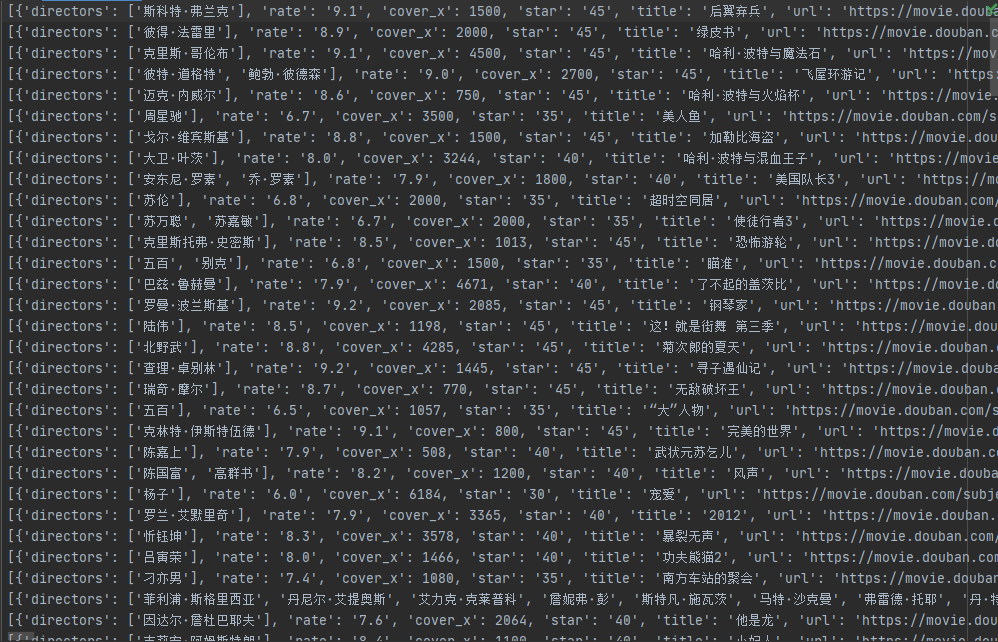 [{'directors': ['斯科特·弗兰克'], 'rate': '9.1', 'cover_x': 1500, 'star': '45', 'title': '后翼弃兵', 'url': 'https://movie.doub
[{'directors': ['彼得·法雷里'], 'rate': '8.9', 'cover_x': 2000, 'star': '45', 'title': '绿皮书', 'url': 'https://movie.douban.c
[{'directors': ['克里斯·哥伦布'], 'rate': '9.1', 'cover_x': 4500, 'star': '45', 'title': '哈利·波特与魔法石', 'url': 'https://mov
[{'directors': ['彼特·道格特', '鲍勃·彼德森'], 'rate': '9.0', 'cover_x': 2700, 'star': '45', 'title': '飞屋环游记', 'url': 'https:
[{'directors': ['迈克·内威尔'], 'rate': '8.6', 'cover_x': 750, 'star': '45', 'title': '哈利·波特与火焰杯', 'url': 'https://movie.
[{'directors': ['周星驰'], 'rate': '6.7', 'cover_x': 3500, 'star': '35', 'title': '美人鱼', 'url': 'https://movie.douban.com/s
[{'directors': ['戈尔·维宾斯基'], 'rate': '8.8', 'cover_x': 1500, 'star': '45', 'title': '加勒比海盗', 'url': 'https://movie.dou
[{'directors': ['大卫·叶茨'], 'rate': '8.0', 'cover_x': 3244, 'star': '40', 'title': '哈利·波特与混血王子', 'url': 'https://movie
[{'directors': ['安东尼·罗素', '乔·罗素'], 'rate': '7.9', 'cover_x': 1800, 'star': '40', 'title': '美国队长3', 'url': 'https://m
[{'directors': ['苏伦'], 'rate': '6.8', 'cover_x': 2000, 'star': '35', 'title': '超时空同居', 'url': 'https://movie.douban.com/
[{'directors': ['苏万聪', '苏嘉敏'], 'rate': '6.7', 'cover_x': 2000, 'star': '35', 'title': '使徒行者3', 'url': 'https://movie.d
[{'directors': ['克里斯托弗·史密斯'], 'rate': '8.5', 'cover_x': 1013, 'star': '45', 'title': '恐怖游轮', 'url': 'https://movie.do
[{'directors': ['五百', '别克'], 'rate': '6.8', 'cover_x': 1500, 'star': '35', 'title': '瞄准', 'url': 'https://movie.douban.c
[{'directors': ['巴兹·鲁赫曼'], 'rate': '7.9', 'cover_x': 4671, 'star': '40', 'title': '了不起的盖茨比', 'url': 'https://movie.do
[{'directors': ['罗曼·波兰斯基'], 'rate': '9.2', 'cover_x': 2085, 'star': '45', 'title': '钢琴家', 'url': 'https://movie.douban
[{'directors': ['陆伟'], 'rate': '8.5', 'cover_x': 1198, 'star': '45', 'title': '这！就是街舞 第三季', 'url': 'https://movie.doub
[{'directors': ['北野武'], 'rate': '8.8', 'cover_x': 4285, 'star': '45', 'title': '菊次郎的夏天', 'url': 'https://movie.douban.
[{'directors': ['查理·卓别林'], 'rate': '9.2', 'cover_x': 1445, 'star': '45', 'title': '寻子遇仙记', 'url': 'https://movie.douba
[{'directors': ['瑞奇·摩尔'], 'rate': '8.7', 'cover_x': 770, 'star': '45', 'title': '无敌破坏王', 'url': 'https://movie.douban.c
[{'directors': ['五百'], 'rate': '6.5', 'cover_x': 1057, 'star': '35', 'title': '“大”人物', 'url': 'https://movie.douban.com/s
[{'directors': ['克林特·伊斯特伍德'], 'rate': '9.1', 'cover_x': 800, 'star': '45', 'title': '完美的世界', 'url': 'https://movie.d
[{'directors': ['陈嘉上'], 'rate': '7.9', 'cover_x': 508, 'star': '40', 'title': '武状元苏乞儿', 'url': 'https://movie.douban.co
[{'directors': ['陈国富', '高群书'], 'rate': '8.2', 'cover_x': 1200, 'star': '40', 'title': '风声', 'url': 'https://movie.douba
[{'directors': ['杨子'], 'rate': '6.0', 'cover_x': 6184, 'star': '30', 'title': '宠爱', 'url': 'https://movie.douban.com/subje
[{'directors': ['罗兰·艾默里奇'], 'rate': '7.9', 'cover_x': 3365, 'star': '40', 'title': '2012', 'url': 'https://movie.douban.
[{'directors': ['忻钰坤'], 'rate': '8.3', 'cover_x': 3578, 'star': '40', 'title': '暴裂无声', 'url': 'https://movie.douban.com
[{'directors': ['吕寅荣'], 'rate': '8.0', 'cover_x': 1466, 'star': '40', 'title': '功夫熊猫2', 'url': 'https://movie.douban.com
[{'directors': ['刁亦男'], 'rate': '7.4', 'cover_x': 1080, 'star': '35', 'title': '南方车站的聚会', 'url': 'https://movie.douban
[{'directors': ['菲利浦·斯格里西亚', '丹尼尔·艾提奥斯', '艾力克·克莱普科', '詹妮弗·彭', '斯特凡·施瓦茨', '马特·沙克曼', '弗雷德·托耶', '丹·特
[{'directors': ['因达尔·詹杜巴耶夫'], 'rate': '7.6', 'cover_x': 2064, 'star': '40', 'title': '他是龙', 'url': 'https://movie.do